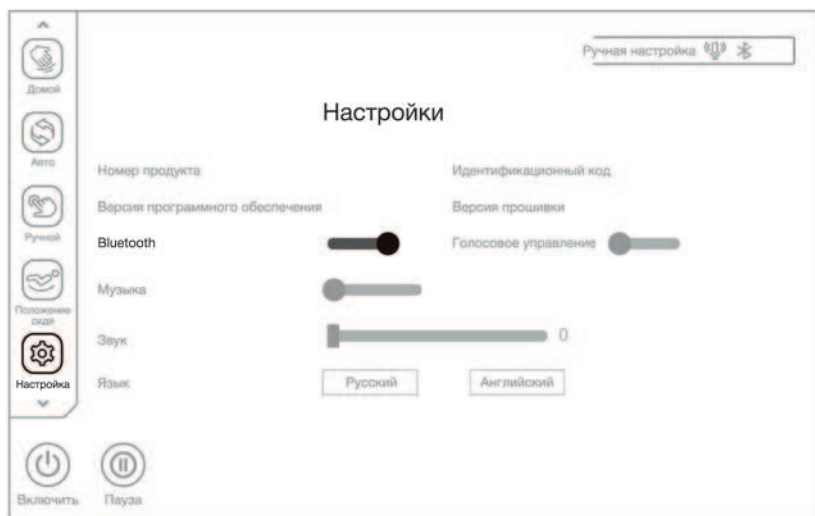 Ручная настройка
Домой
Авто
Ручной
Положение
сидя
Настройка
Настройки
Номер продукта
Идентификационный код
Версия программного обеспечения
Версия прошивки
Bluetooth
Голосовое управление
Музыка
Звук
0
Язык
Русский
Английский
Включить
Пауза